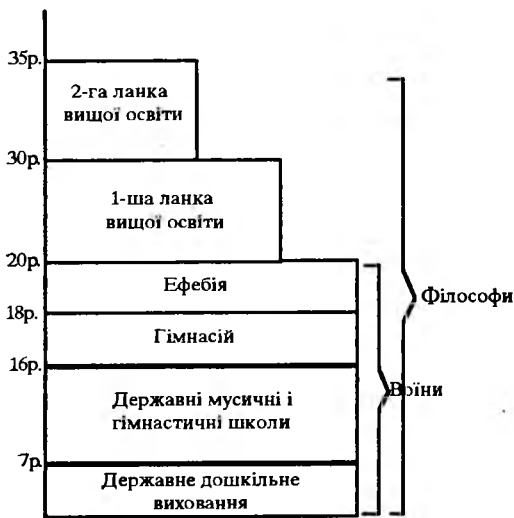 35р.
2-га ланка
вищої освіти
30р.
1-ша ланка
вищої освіти
20р.
Ефебія
Філософи
18р.
Гімнасій
16р.
Воїни
Державні мусичні і
гімнастичні школи
7р.
Державне дошкільне
виховання